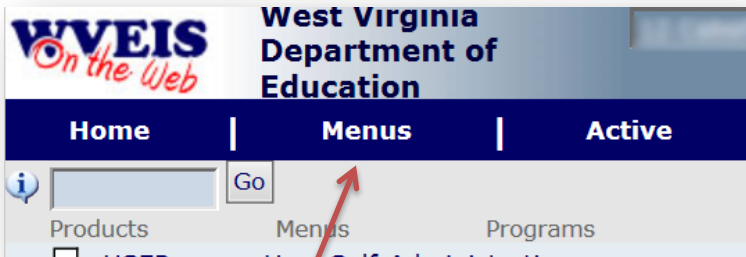 WVEIS
On the Web
West Virginia
Department of
Education
Home | Menus | Active
Go
Products Menus Programs